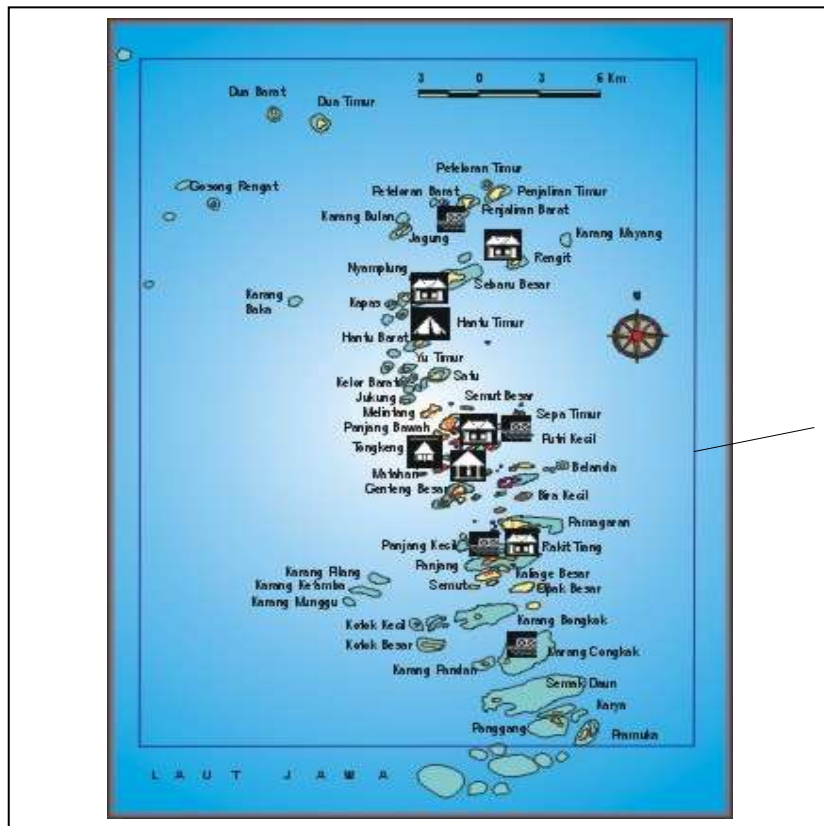 3 0 3 6 Km
Dua Barat
Dua Timur
Peteloran Timur
Gosong Rengat
Peteloran Barat
Penjaliran Timur
Karang Bulan
Penjaliran Barat
Jagung
Karang Mayang
Rengit
Nyamplung
Sebaru Besar
Karang
Baka
Kapas
Hantu Timur
Hantu Barat
Yu Timur
Kelor Barat
Satu
Jukung
Semut Besar
Melintang
Sepa Timur
Panjang Bawah
Putri Kecil
Tongkeng
Matahari
Belanda
Genteng Besar
Bira Kecil
Pamagaran
Panjang Kecil
Rakit Tiang
Panjang
Karang Pilang
Kaliage Besar
Karang Ketamba
Semut
Opak Besar
Karang Munggu
Kotok Kecil
Karang Bongkok
Kotok Besar
Karang Congkak
Karang Pandan
Semak Daun
Karya
Panggang
Pramuka
LAUT JAWA